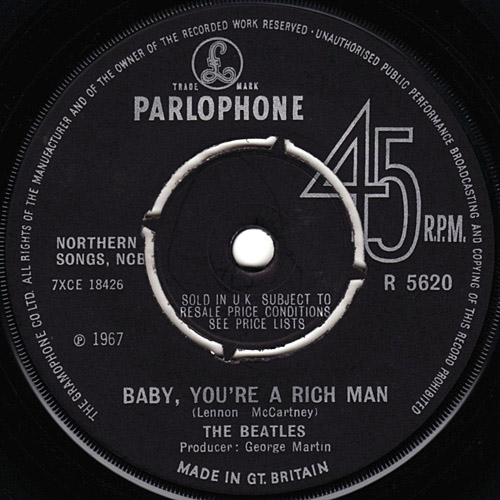 THE GRAMOPHONE CO LTD. ALL RIGHTS OF THE MANUFACTURER AND OF THE OWNER OF THE RECORDED WORK RESERVED · UNAUTHORISED PUBLIC PERFORMANCE BROADCASTING AND COPYING OF THIS RECORD PROHIBITED
£
TRADE MARK
PARLOPHONE
45
R.P.M.
NORTHERN
SONGS, NCB
7XCE 18426
R 5620
SOLD IN U.K. SUBJECT TO
RESALE PRICE CONDITIONS
SEE PRICE LISTS
℗ 1967
BABY, YOU'RE A RICH MAN
(Lennon McCartney)
THE BEATLES
Producer: George Martin
MADE IN GT. BRITAIN